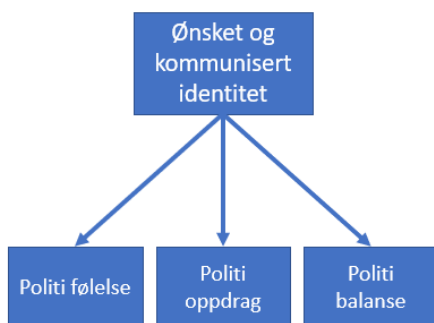 Ønsket og
kommunisert
identitet
Politi følelse
Politi
oppdrag
Politi
balanse